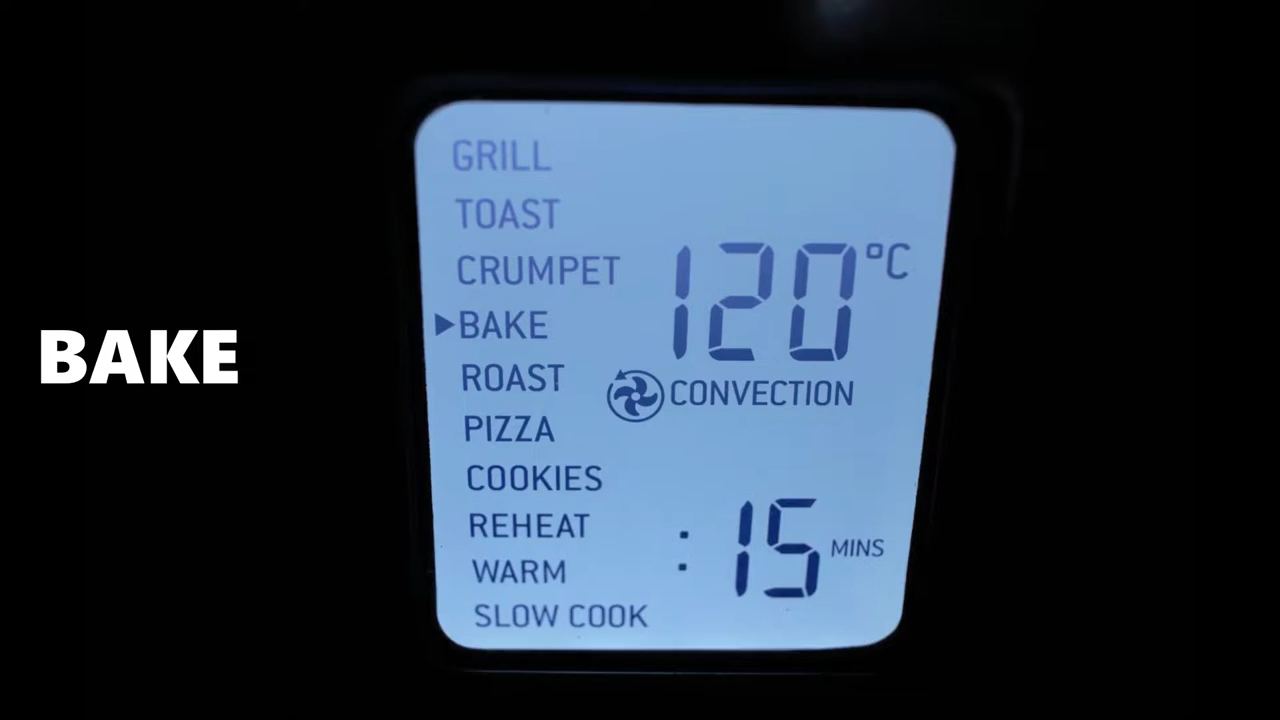 BAKE
GRILL
TOAST
CRUMPET
▶BAKE
ROAST
PIZZA
COOKIES
REHEAT
WARM
SLOW COOK
120°C
CONVECTION
:15 MINS